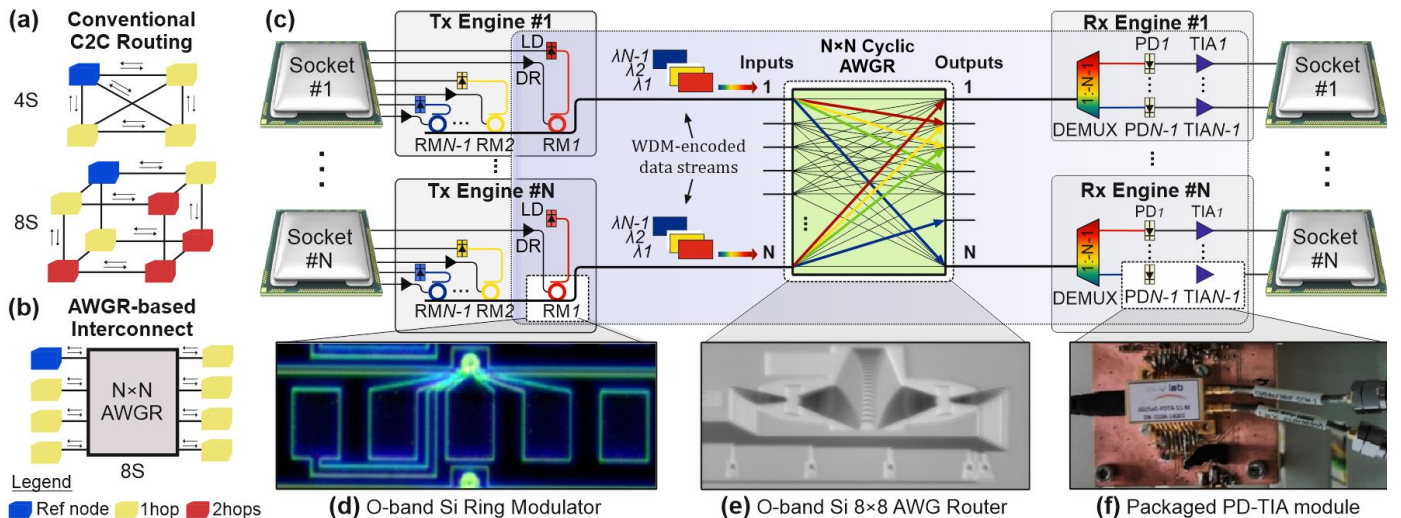 (a) Conventional
C2C Routing
4S
8S
(b) AWGR-based
Interconnect
N×N
AWGR
8S
Legend
Ref node 1hop 2hops
(c)
Tx Engine #1
Socket
#1
LD
DR
RMN-1 RM2 RM1
Tx Engine #N
Socket
#N
LD
DR
RMN-1 RM2 RM1
λN-1
λ2
λ1
WDM-encoded
data streams
λN-1
λ2
λ1
N×N Cyclic
AWGR
Inputs
1
N
Outputs
1
N
Rx Engine #1
1:-N-1
DEMUX
PD1 TIA1
PDN-1 TIAN-1
Socket
#1
Rx Engine #N
1:-N-1
DEMUX
PD1 TIA1
PDN-1 TIAN-1
Socket
#N
(d) O-band Si Ring Modulator
(e) O-band Si 8×8 AWG Router
(f) Packaged PD-TIA module